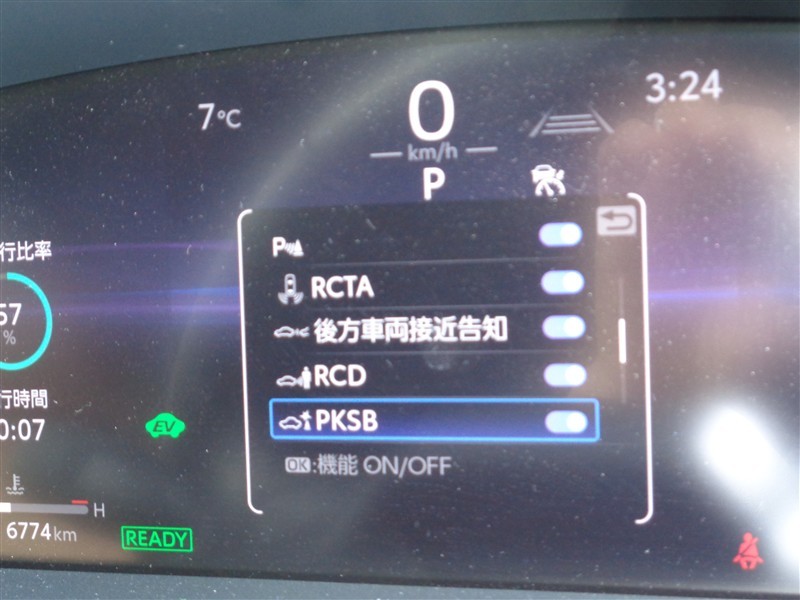 7°C
0
km/h
P
3:24
P
RCTA
後方車両接近告知
RCD
PKSB
OK:機能 ON/OFF
行比率
57
%
行時間
0:07
EV
H
6774km
READY